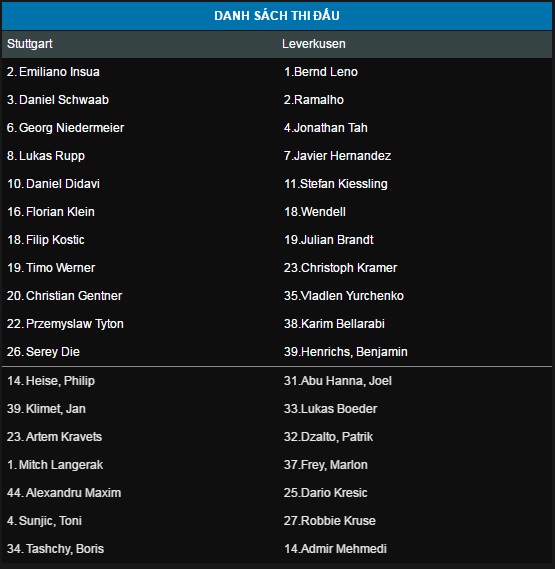 DANH SÁCH THI ĐẤU
Stuttgart Leverkusen
2. Emiliano Insua 1.Bernd Leno
3. Daniel Schwaab 2.Ramalho
6. Georg Niedermeier 4.Jonathan Tah
8. Lukas Rupp 7.Javier Hernandez
10. Daniel Didavi 11.Stefan Kiessling
16. Florian Klein 18.Wendell
18. Filip Kostic 19.Julian Brandt
19. Timo Werner 23.Christoph Kramer
20. Christian Gentner 35.Vladlen Yurchenko
22. Przemyslaw Tyton 38.Karim Bellarabi
26. Serey Die 39.Henrichs, Benjamin
14. Heise, Philip 31.Abu Hanna, Joel
39. Klimet, Jan 33.Lukas Boeder
23. Artem Kravets 32.Dzalto, Patrik
1. Mitch Langerak 37.Frey, Marlon
44. Alexandru Maxim 25.Dario Kresic
4. Sunjic, Toni 27.Robbie Kruse
34. Tashchy, Boris 14.Admir Mehmedi